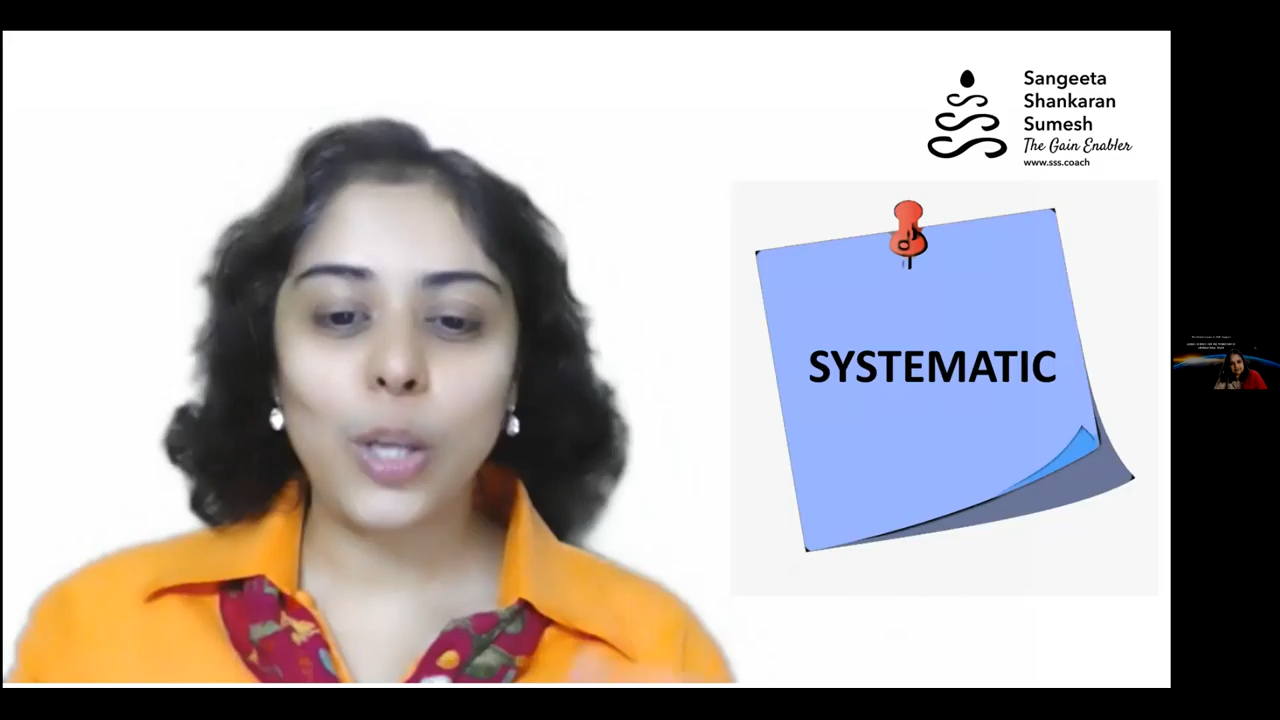 Sangeeta
Shankaran
Sumesh
The Gain Enabler
www.sss.coach
SYSTEMATIC